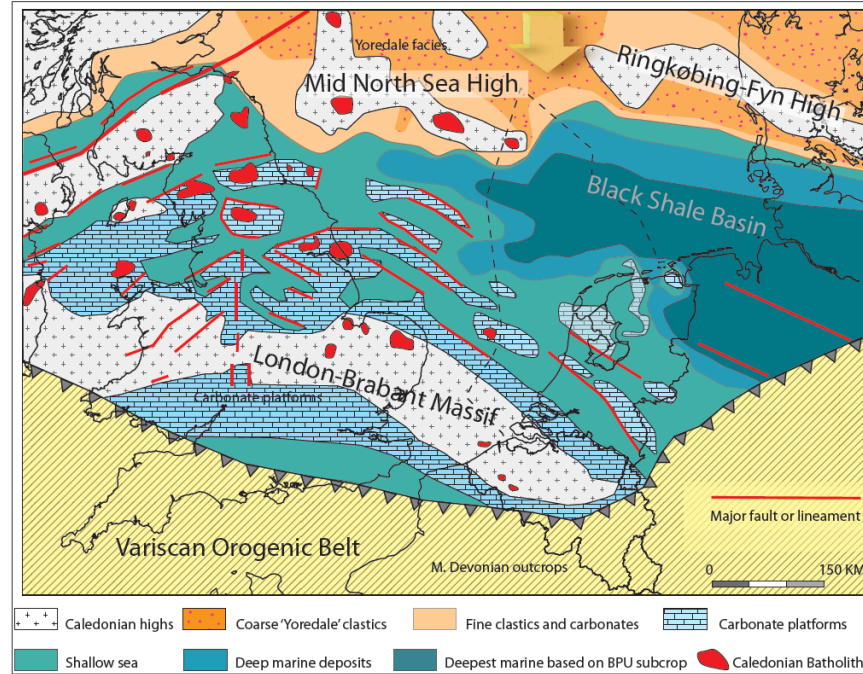 Yoredale facies
Mid North Sea High
Ringkøbing-Fyn High
Black Shale Basin
London-Brabant Massif
Carbonate platforms
Variscan Orogenic Belt
M. Devonian outcrops
Major fault or lineament
0 150 KM
Caledonian highs
Coarse ‘Yoredale’ clastics
Fine clastics and carbonates
Carbonate platforms
Shallow sea
Deep marine deposits
Deepest marine based on BPU subcrop
Caledonian Batholith